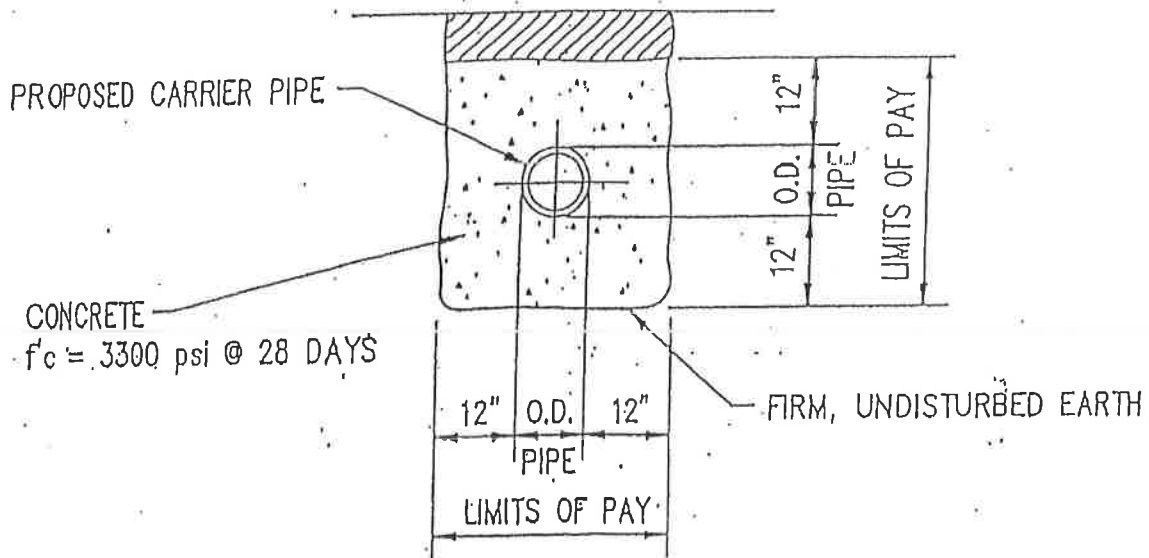 PROPOSED CARRIER PIPE
12"
O.D.
PIPE
12"
LIMITS OF PAY
CONCRETE
f'c = 3300 psi @ 28 DAYS
FIRM, UNDISTURBED EARTH
12" O.D. 12"
PIPE
LIMITS OF PAY